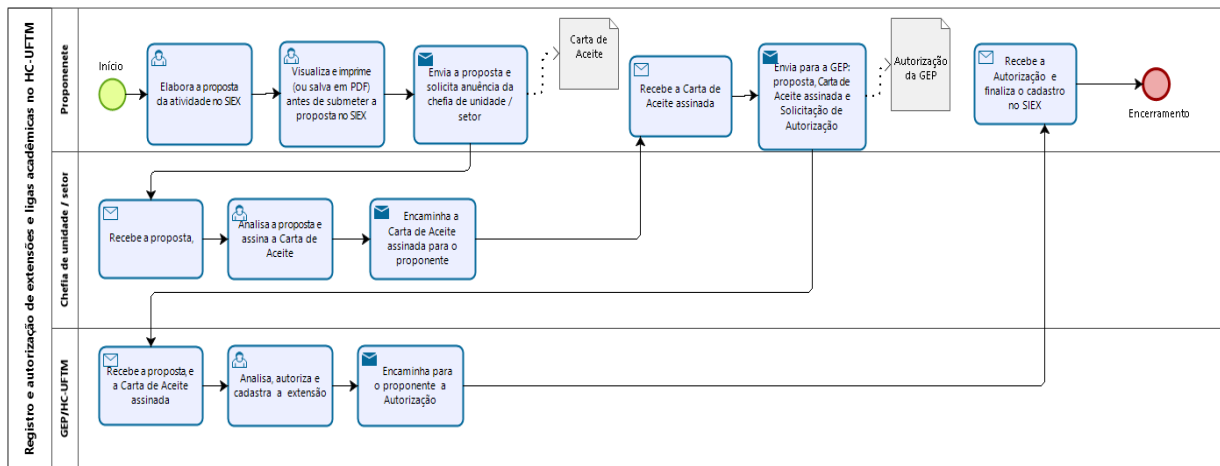 Registro e autorização de extensões e ligas acadêmicas no HC-UFTM
Proponenete
Início
Elabora a proposta
da atividade no SIEX
Visualiza e imprime
(ou salva em PDF)
antes de submeter a
proposta no SIEX
Envia a proposta e
solicita anuência da
chefia de unidade /
setor
Carta de
Aceite
Recebe a Carta de
Aceite assinada
Envia para a GEP:
proposta, Carta de
Aceite assinada e
Solicitação de
Autorização
Autorização
da GEP
Recebe a
Autorização e
finaliza o cadastro
no SIEX
Encerramento
Chefia de unidade / setor
Recebe a proposta,
Analisa a proposta e
assina a Carta de
Aceite
Encaminha a
Carta de Aceite
assinada para o
proponente
GEP/HC-UFTM
Recebe a proposta, e
a Carta de Aceite
assinada
Analisa, autoriza e
cadastra a extensão
Encaminha para
o proponente a
Autorização